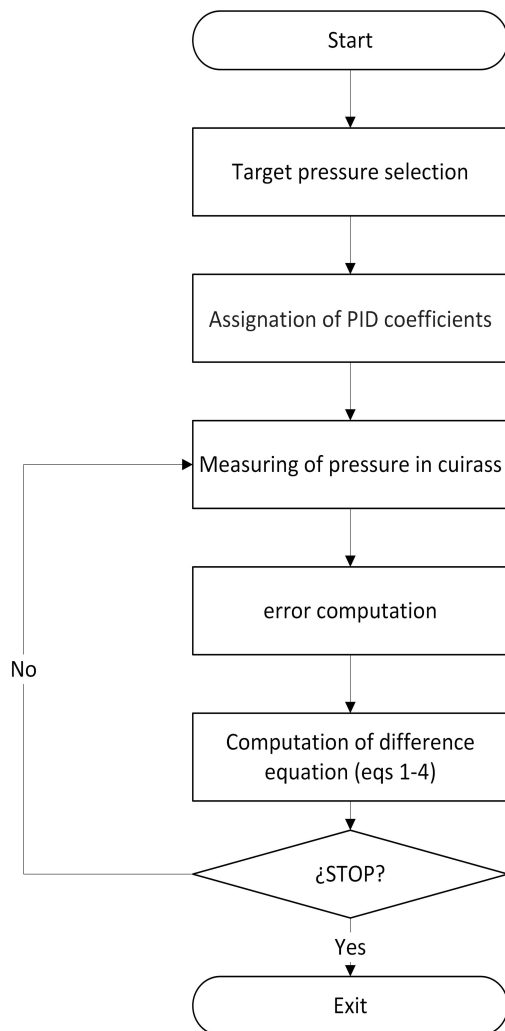 Start
Target pressure selection
Assignation of PID coefficients
Measuring of pressure in cuirass
error computation
No
Computation of difference
equation (eqs 1-4)
¿STOP?
Yes
Exit